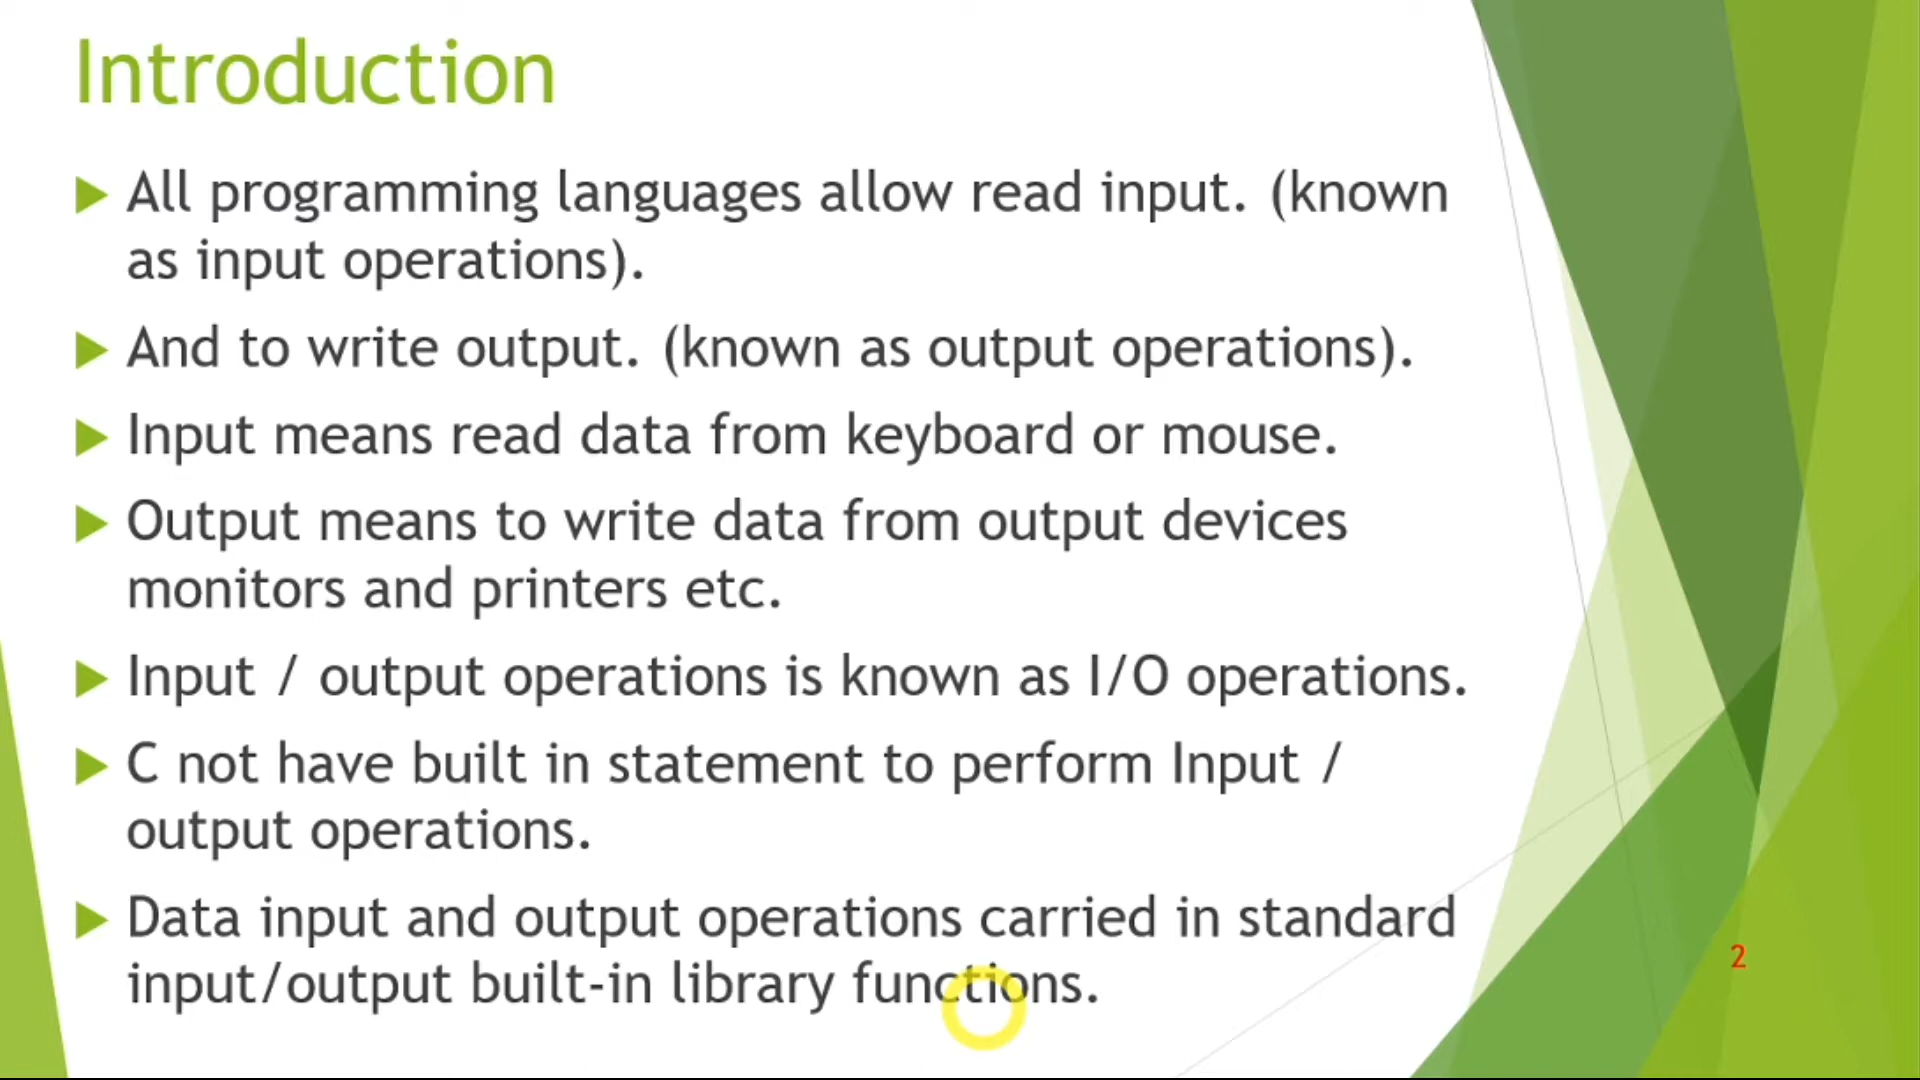 Introduction
All programming languages allow read input. (known
as input operations).
And to write output. (known as output operations).
Input means read data from keyboard or mouse.
Output means to write data from output devices
monitors and printers etc.
Input / output operations is known as I/O operations.
C not have built in statement to perform Input /
output operations.
Data input and output operations carried in standard
input/output built-in library functions.
2